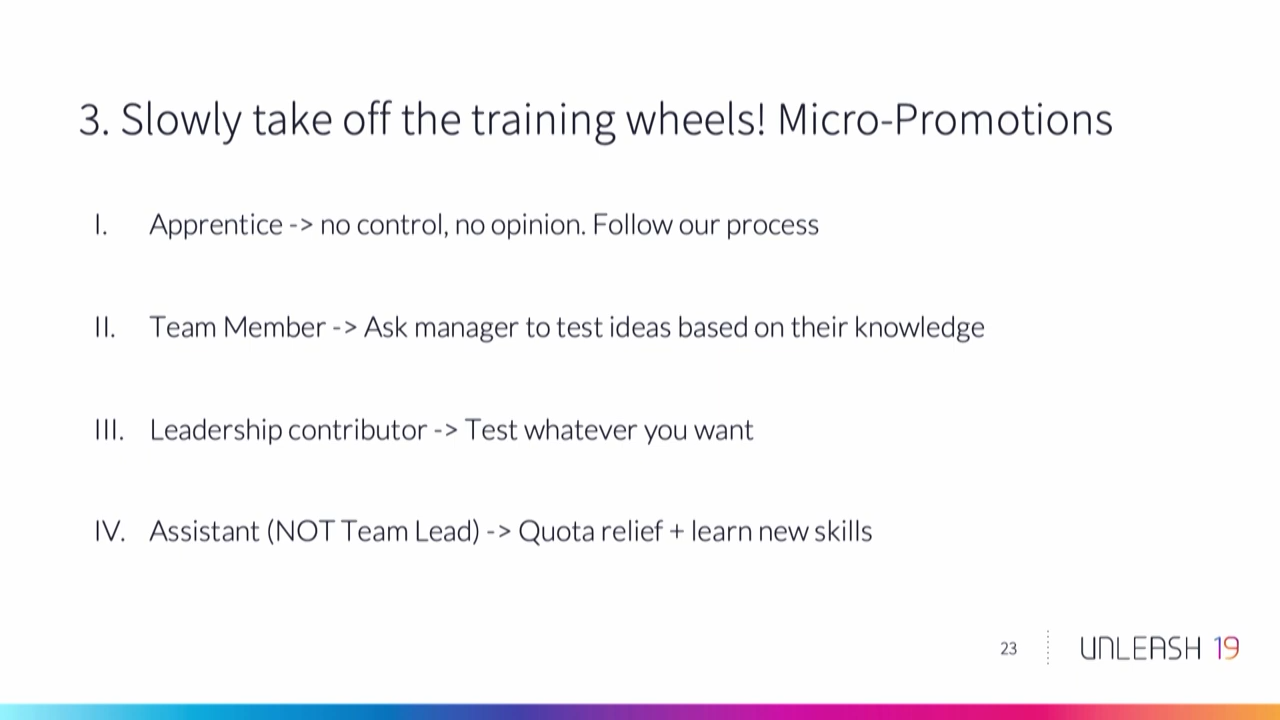 3. Slowly take off the training wheels! Micro-Promotions
I. Apprentice -> no control, no opinion. Follow our process
II. Team Member -> Ask manager to test ideas based on their knowledge
III. Leadership contributor -> Test whatever you want
IV. Assistant (NOT Team Lead) -> Quota relief + learn new skills
23
UNLEASH 19